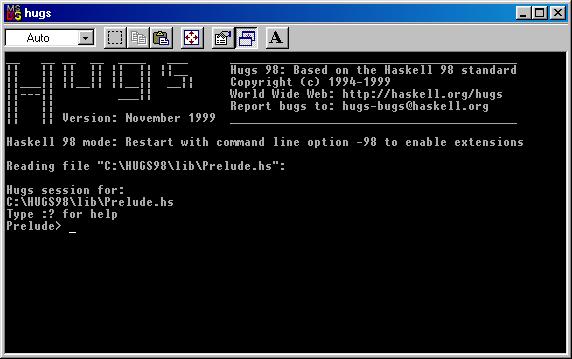 hugs
Auto
A
Hugs
Hugs 98: Based on the Haskell 98 standard
Copyright (c) 1994-1999
World Wide Web: http://haskell.org/hugs
Report bugs to: hugs-bugs@haskell.org
Version: November 1999
Haskell 98 mode: Restart with command line option -98 to enable extensions
Reading file "C:\HUGS98\lib\Prelude.hs":
Hugs session for:
C:\HUGS98\lib\Prelude.hs
Type :? for help
Prelude> _